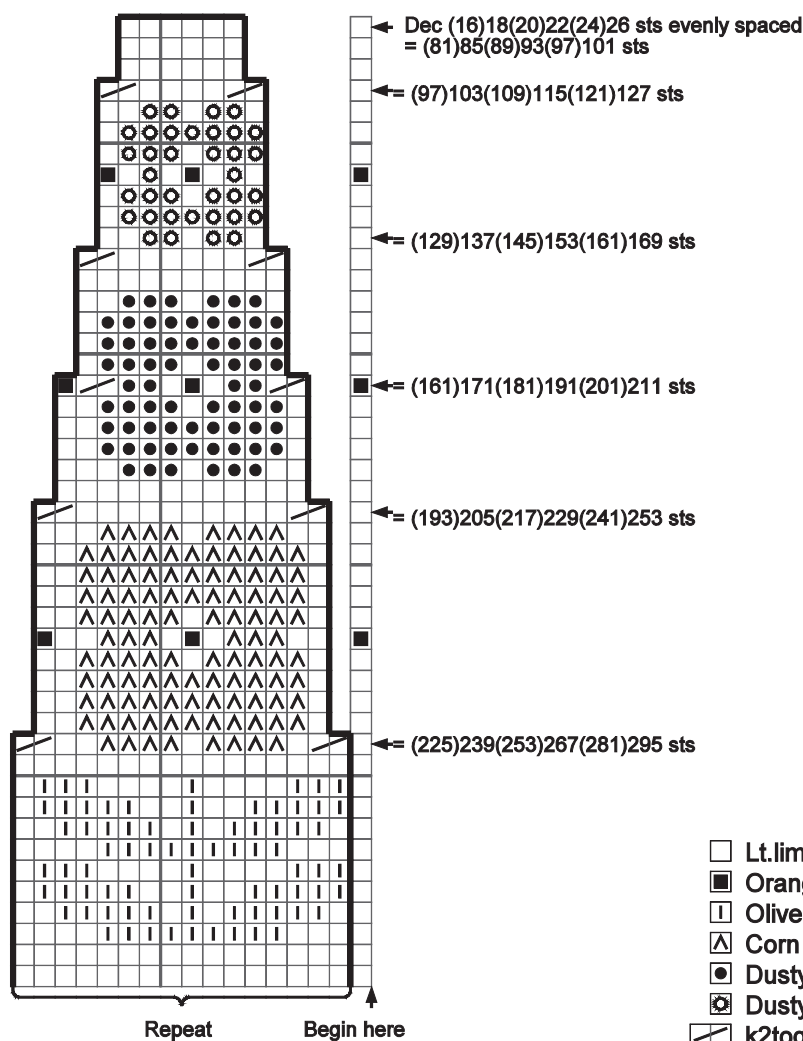 Dec (16)18(20)22(24)26 sts evenly spaced
= (81)85(89)93(97)101 sts
= (97)103(109)115(121)127 sts
= (129)137(145)153(161)169 sts
= (161)171(181)191(201)211 sts
= (193)205(217)229(241)253 sts
= (225)239(253)267(281)295 sts
Lt.lim
Orang
Olive
Corn
Dusty
Dusty
k2tog
Repeat
Begin here